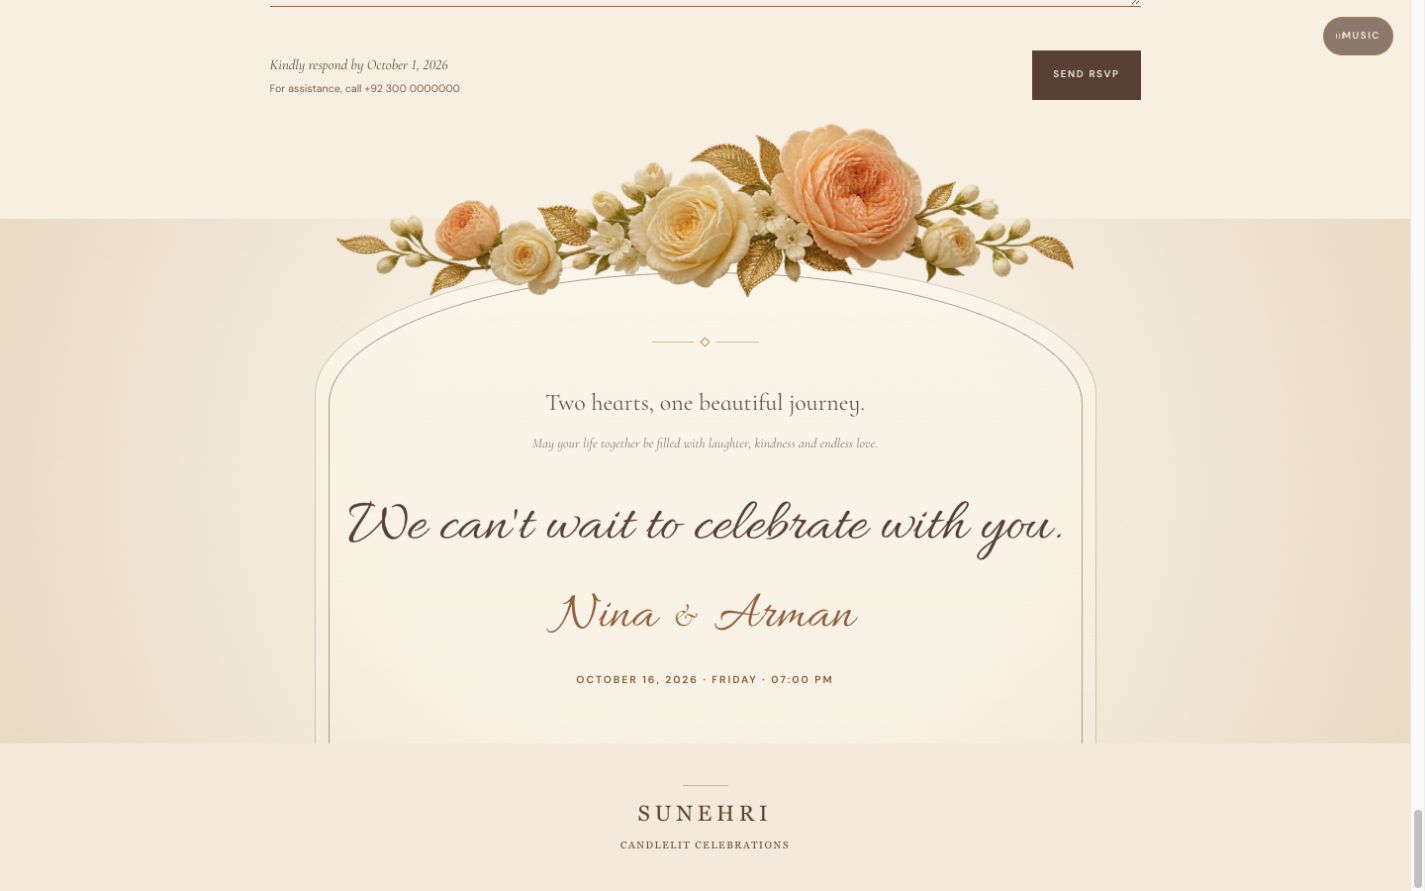 MUSIC
Kindly respond by October 1, 2026
For assistance, call +92 300 0000000
SEND RSVP
Two hearts, one beautiful journey.
May your life together be filled with laughter, kindness and endless love.
We can't wait to celebrate with you.
Nina & Arman
OCTOBER 16, 2026 · FRIDAY · 07:00 PM
SUNEHRI
CANDLELIT CELEBRATIONS